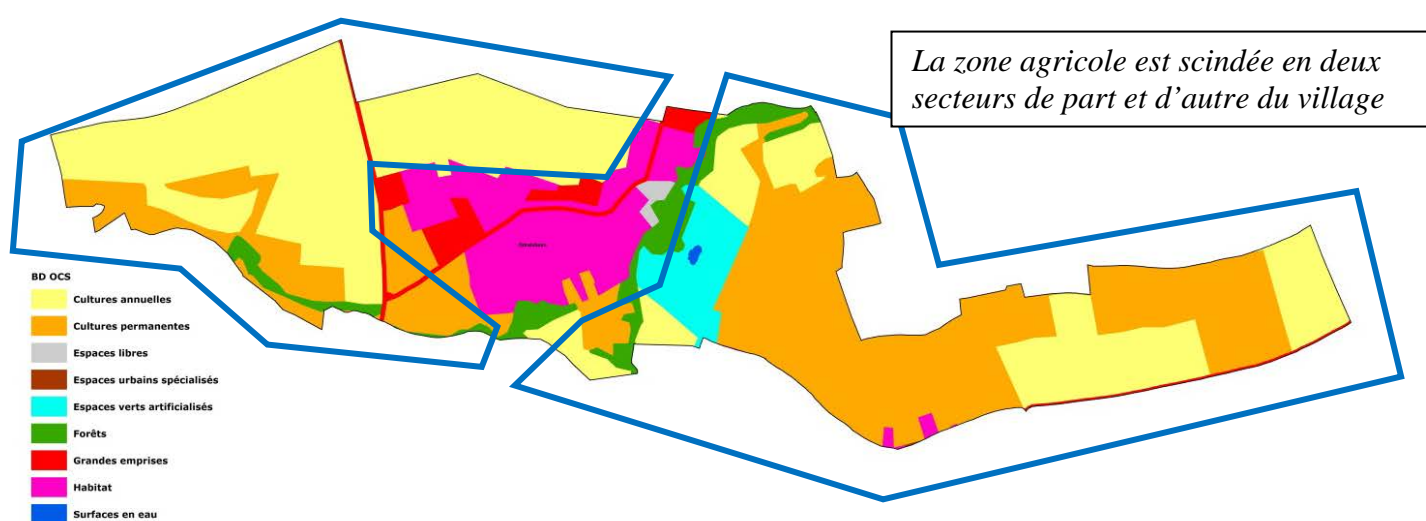 La zone agricole est scindée en deux
secteurs de part et d'autre du village
BD OCS
Cultures annuelles
Cultures permanentes
Espaces libres
Espaces urbains spécialisés
Espaces verts artificialisés
Forêts
Grandes emprises
Habitat
Surfaces en eau